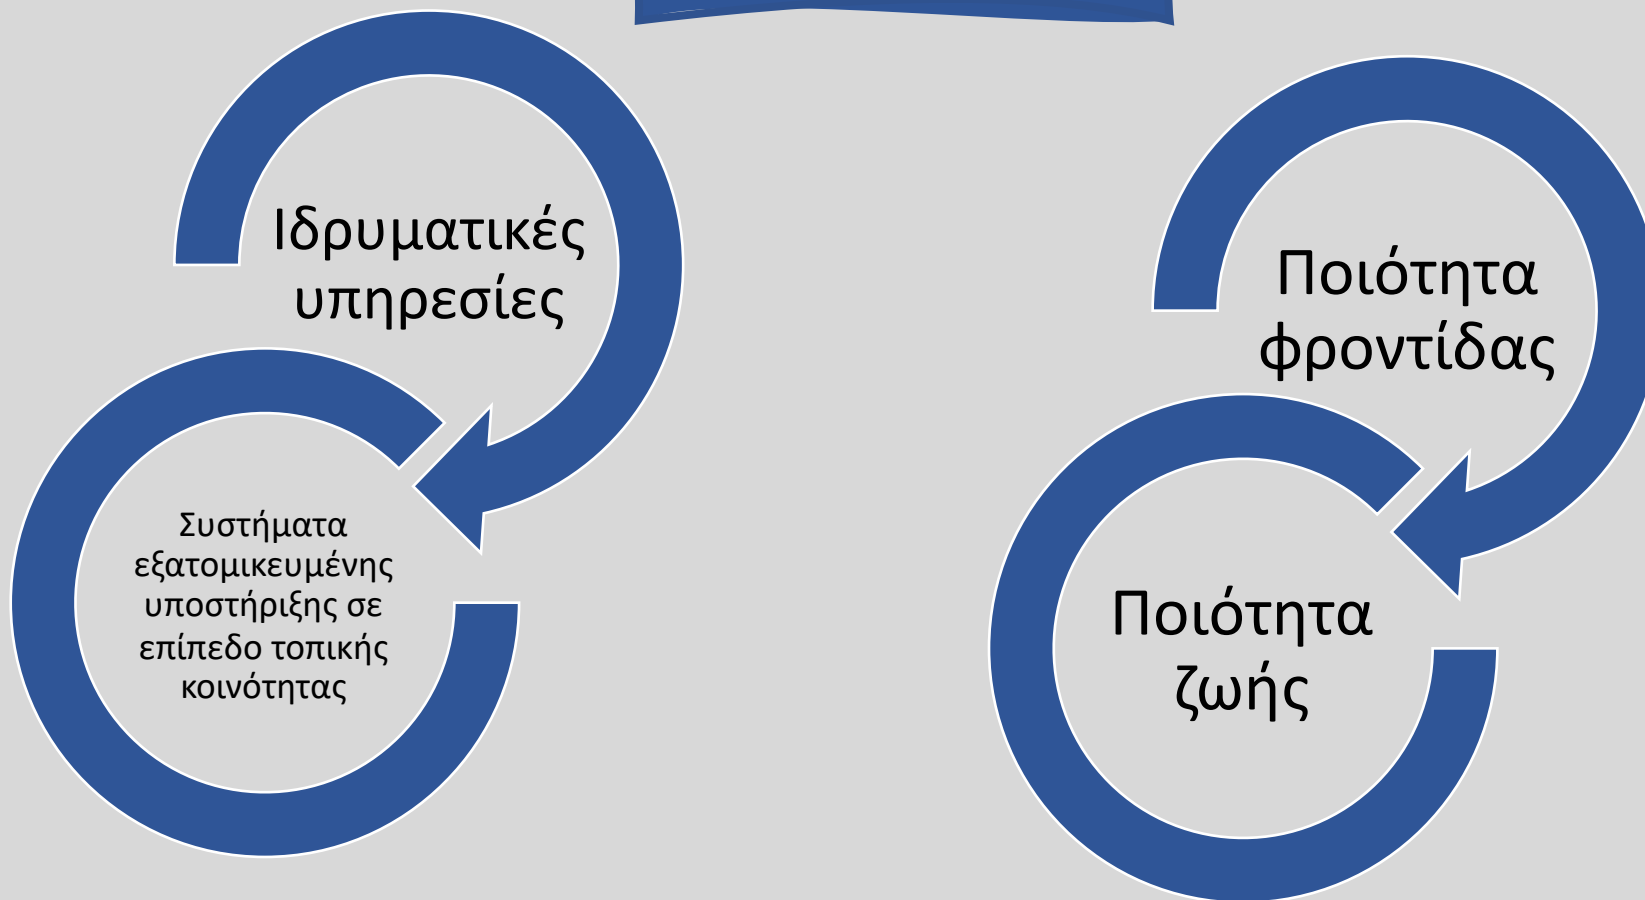 Ιδρυματικές
υπηρεσίες
Συστήματα
εξατομικευμένης
υποστήριξης σε
επίπεδο τοπικής
κοινότητας
Ποιότητα
φροντίδας
Ποιότητα
ζωής